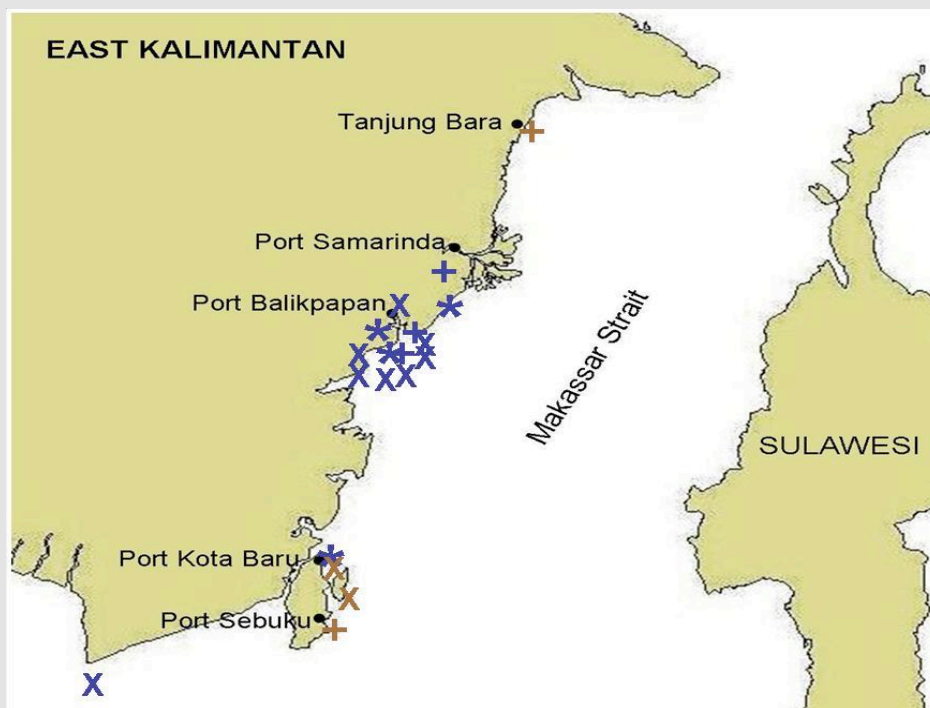 EAST KALIMANTAN
Tanjung Bara
Port Samarinda
Port Balikpapan
Makassar Strait
SULAWESI
Port Kota Baru
Port Sebuku